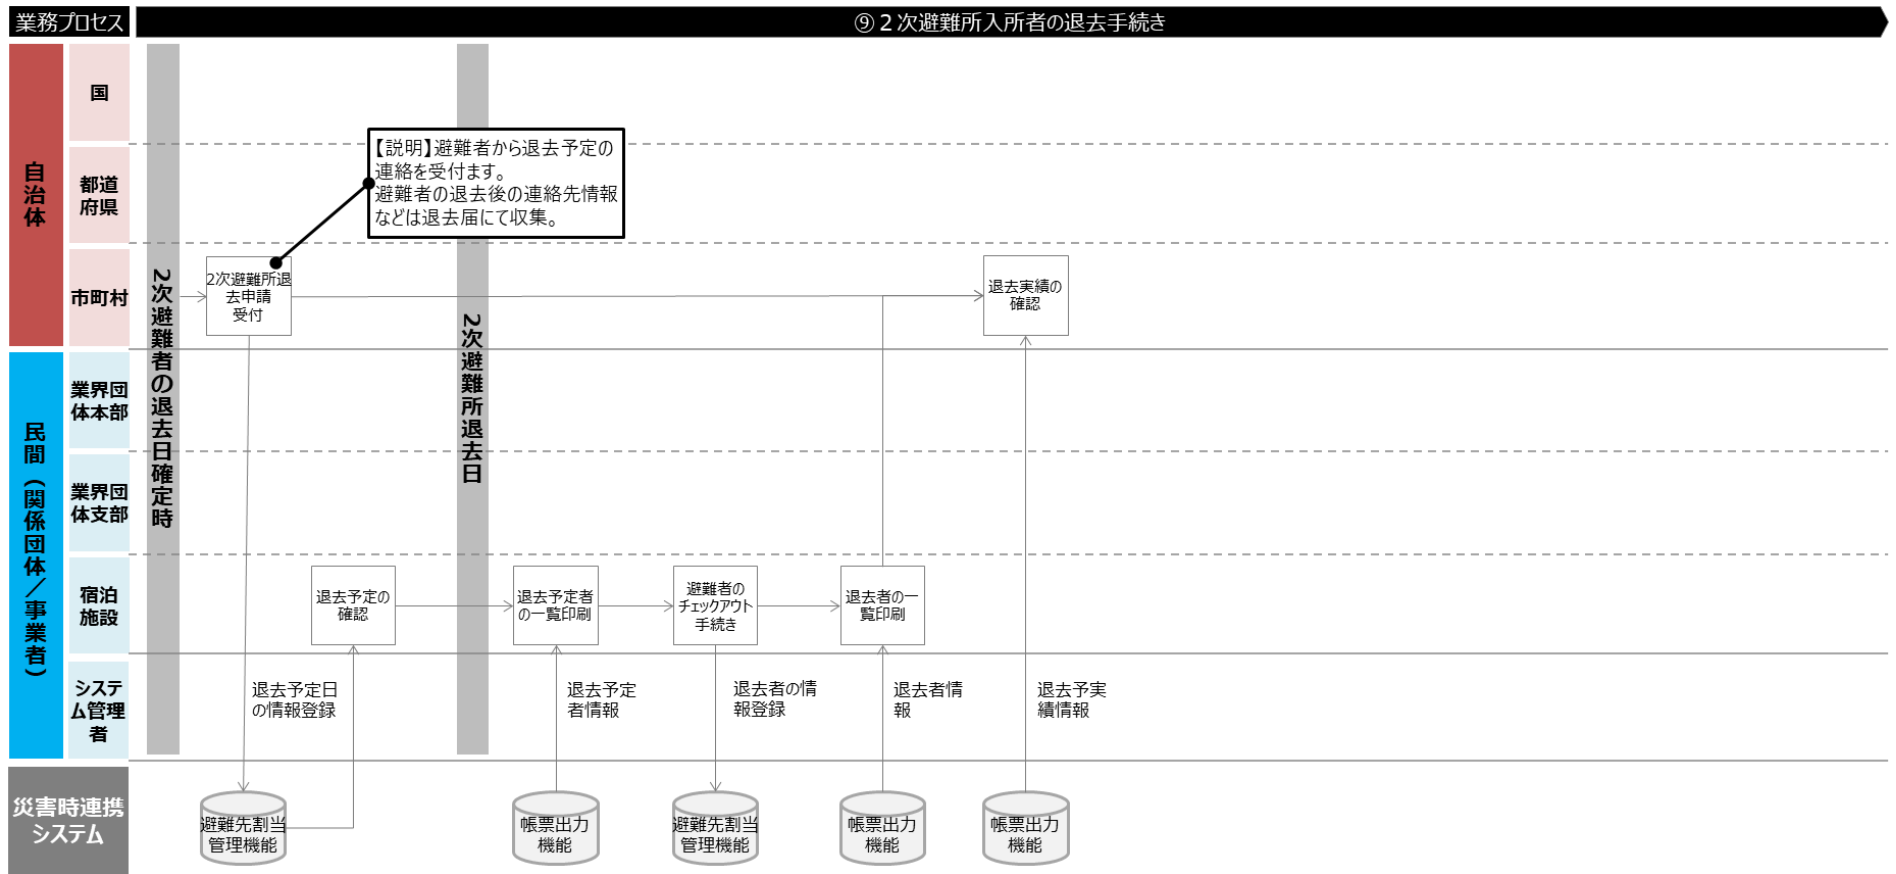 業務プロセス
⑨２次避難所入所者の退去手続き
自治体
国
都道
府県
市町村
民間（関係団体／事業者）
業界団
体本部
業界団
体支部
宿泊
施設
システ
ム管理
者
災害時連携
システム
２次避難者の退去日確定時
２次避難所退去日
【説明】避難者から退去予定の
連絡を受付ます。
避難者の退去後の連絡先情報
などは退去届にて収集。
2次避難所退
去申請
受付
退去実績の
確認
退去予定の
確認
退去予定者
の一覧印刷
避難者の
チェックアウト
手続き
退去者の一
覧印刷
退去予定日
の情報登録
退去予定
者情報
退去者の情
報登録
退去者情
報
退去予実
績情報
避難先割当
管理機能
帳票出力
機能
避難先割当
管理機能
帳票出力
機能
帳票出力
機能